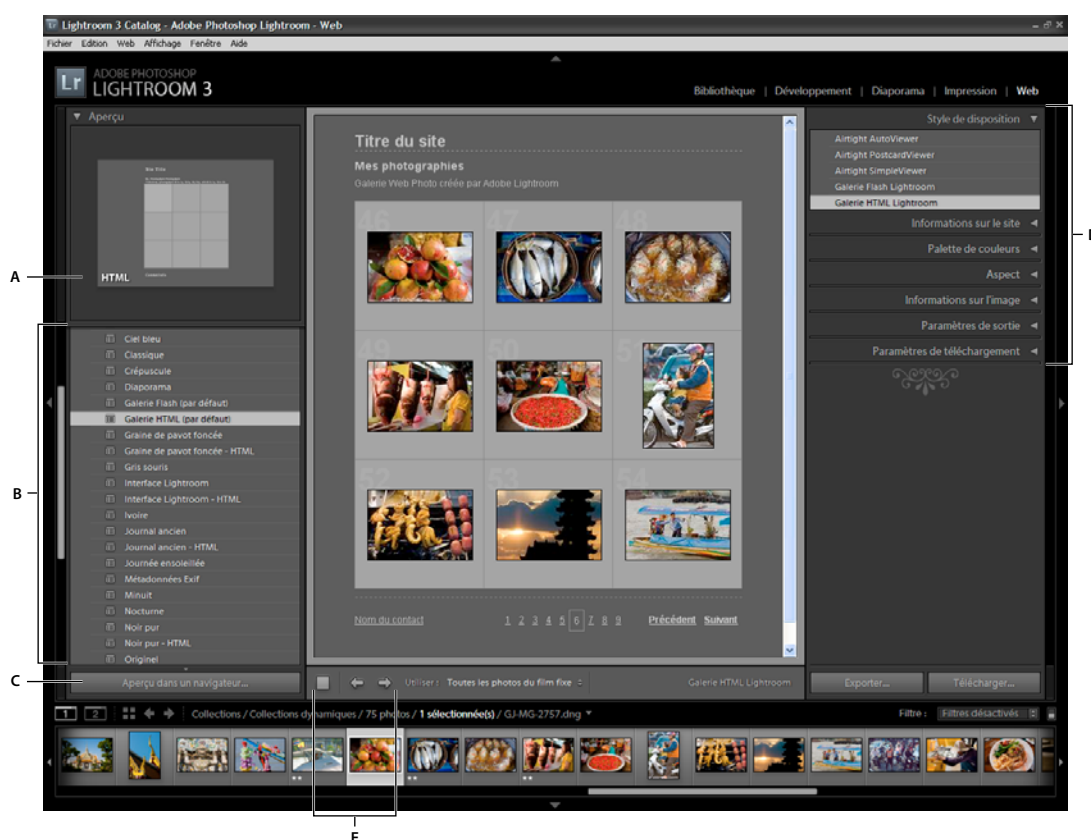 Lightroom 3 Catalog - Adobe Photoshop Lightroom - Web
Fichier Edition Web Affichage Fenêtre Aide
Lr ADOBE PHOTOSHOP
LIGHTROOM 3
Bibliothèque | Développement | Diaporama | Impression | Web
Aperçu
HTML
A
Ciel bleu
Classique
Crépuscule
Diaporama
Galerie Flash (par défaut)
Galerie HTML (par défaut)
Graine de pavot foncée
Graine de pavot foncée - HTML
Gris souris
Interface Lightroom
Interface Lightroom - HTML
Ivoire
Journal ancien
Journal ancien - HTML
Journée ensoleillée
Métadonnées Exif
Minuit
Nocturne
Noir pur
Noir pur - HTML
Originel
B
C
Aperçu dans un navigateur...
Titre du site
Mes photographies
Galerie Web Photo créée par Adobe Lightroom
46 47 48
49 50 51
52 53 54
Nom du contact
1 2 3 4 5 6 7 8 9
Précédent Suivant
Style de disposition
Airtight AutoViewer
Airtight PostcardViewer
Airtight SimpleViewer
Galerie Flash Lightroom
Galerie HTML Lightroom
Informations sur le site
Palette de couleurs
Aspect
Informations sur l'image
Paramètres de sortie
Paramètres de téléchargement
Utiliser : Toutes les photos du film fixe
Galerie HTML Lightroom
Exporter...
Télécharger...
1 2
Collections / Collections dynamiques / 75 photos / 1 sélectionnée(s) / GJ-MG-2757.dng
Filtre : Filtres désactivés